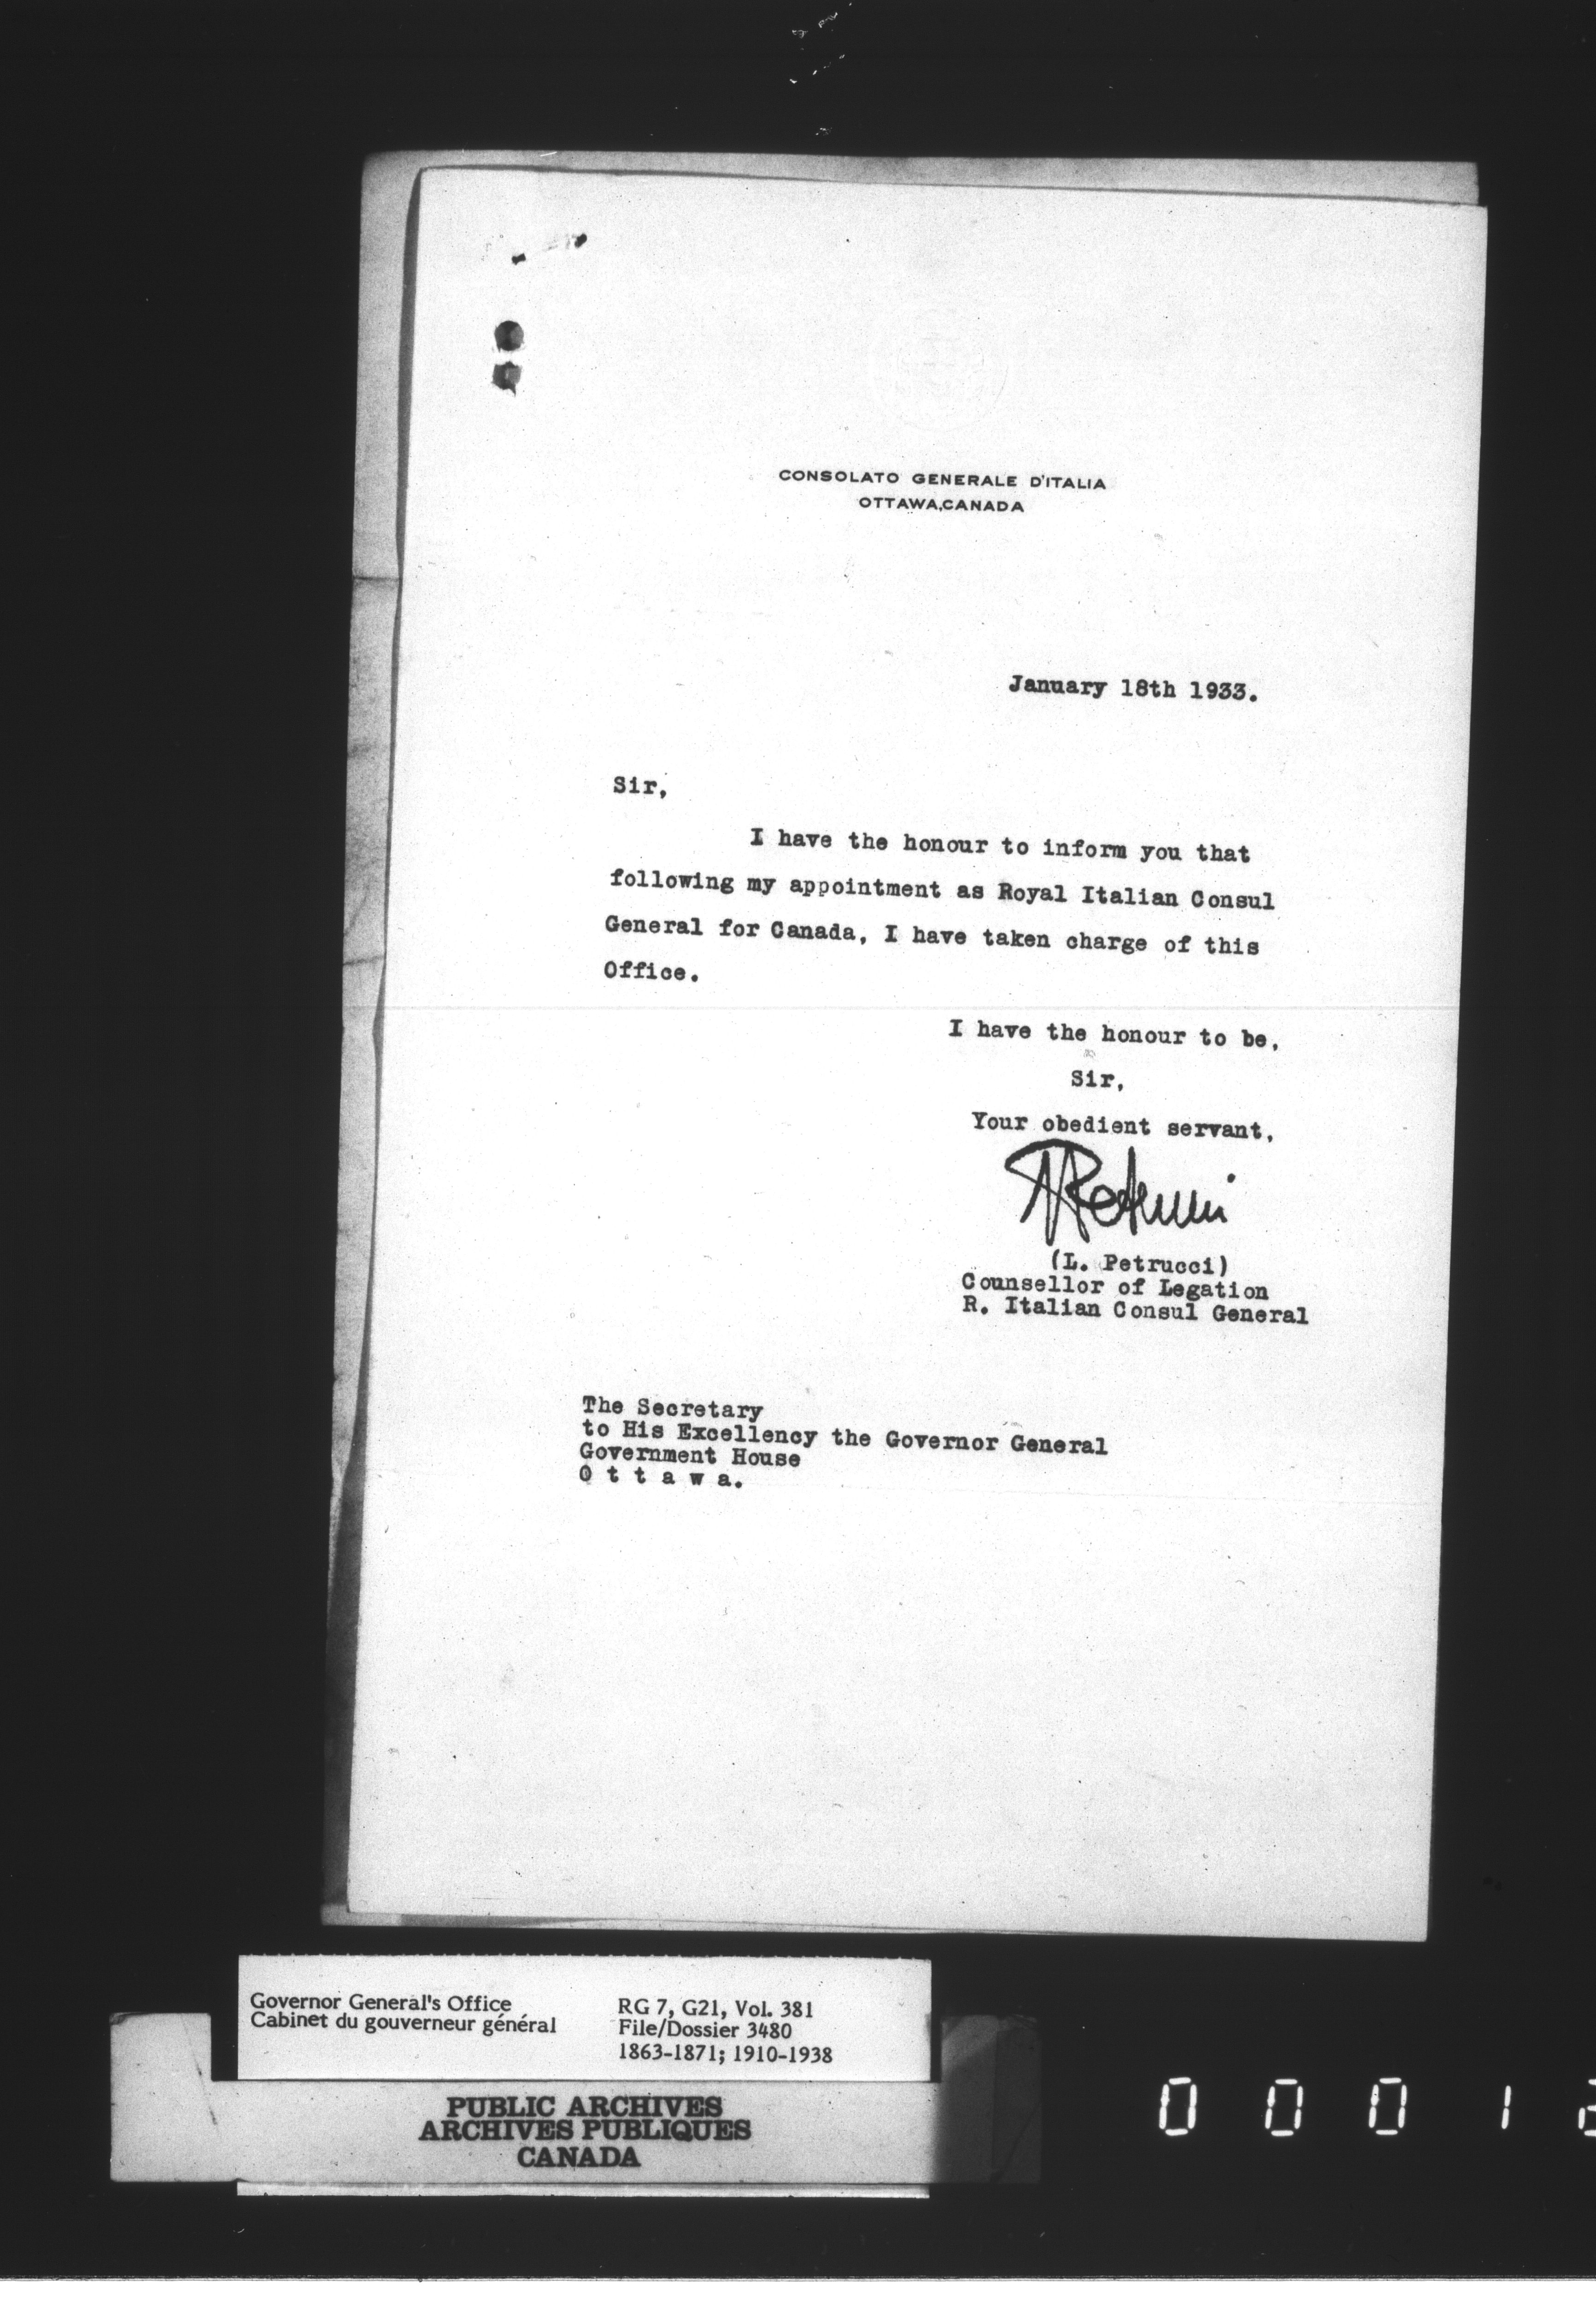 CONSOLATO GENERALE D'ITALIA
OTTAWA,CANADA
January 18th 1933.
Sir,
I have the honour to inform you that
following my appointment as Royal Italian Consul
General for Canada, I have taken charge of this
Office.
I have the honour to be,
Sir,
Your obedient servant,
(L. Petrucci)
Counsellor of Legation
R. Italian Consul General
The Secretary
to His Excellency the Governor General
Government House
O t t a w a.
Governor General's Office
Cabinet du gouverneur général
RG 7, G21, Vol. 381
File/Dossier 3480
1863-1871; 1910-1938
PUBLIC ARCHIVES
ARCHIVES PUBLIQUES
CANADA
0 0 0 1